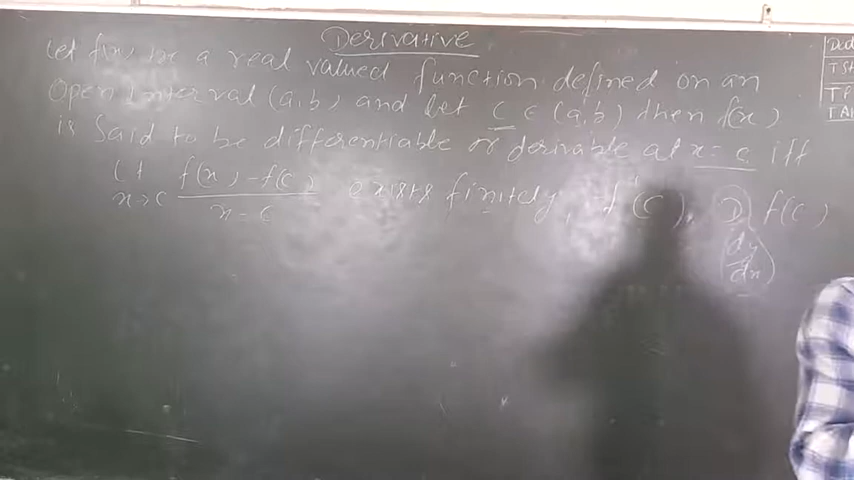 Derivative
Let f(x) be a real valued function defined on an
Open interval (a,b) and let c ∈ (a,b) then f(x)
is Said to be differentiable or derivable at x = c iff
Lt x→c f(x) - f(c) / x - c exists finitely, f'(c), D f(c)
(dy/dx)